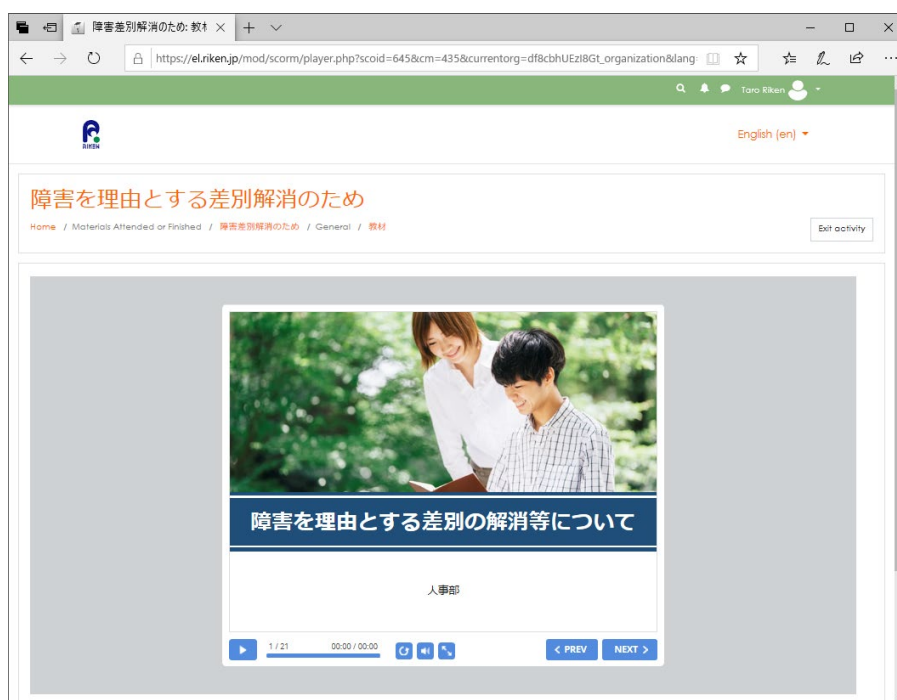 障害差別解消のため: 教材
https://el.riken.jp/mod/scorm/player.php?scoid=645&cm=435&currentorg=df8cbhUEzI8Gt_organization&lang
Taro Riken
RIKEN
English (en)
障害を理由とする差別解消のため
Home / Materials Attended or Finished / 障害差別解消のため / General / 教材
Exit activity
障害を理由とする差別の解消等について
人事部
1 / 21
00:00 / 00:00
< PREV
NEXT >